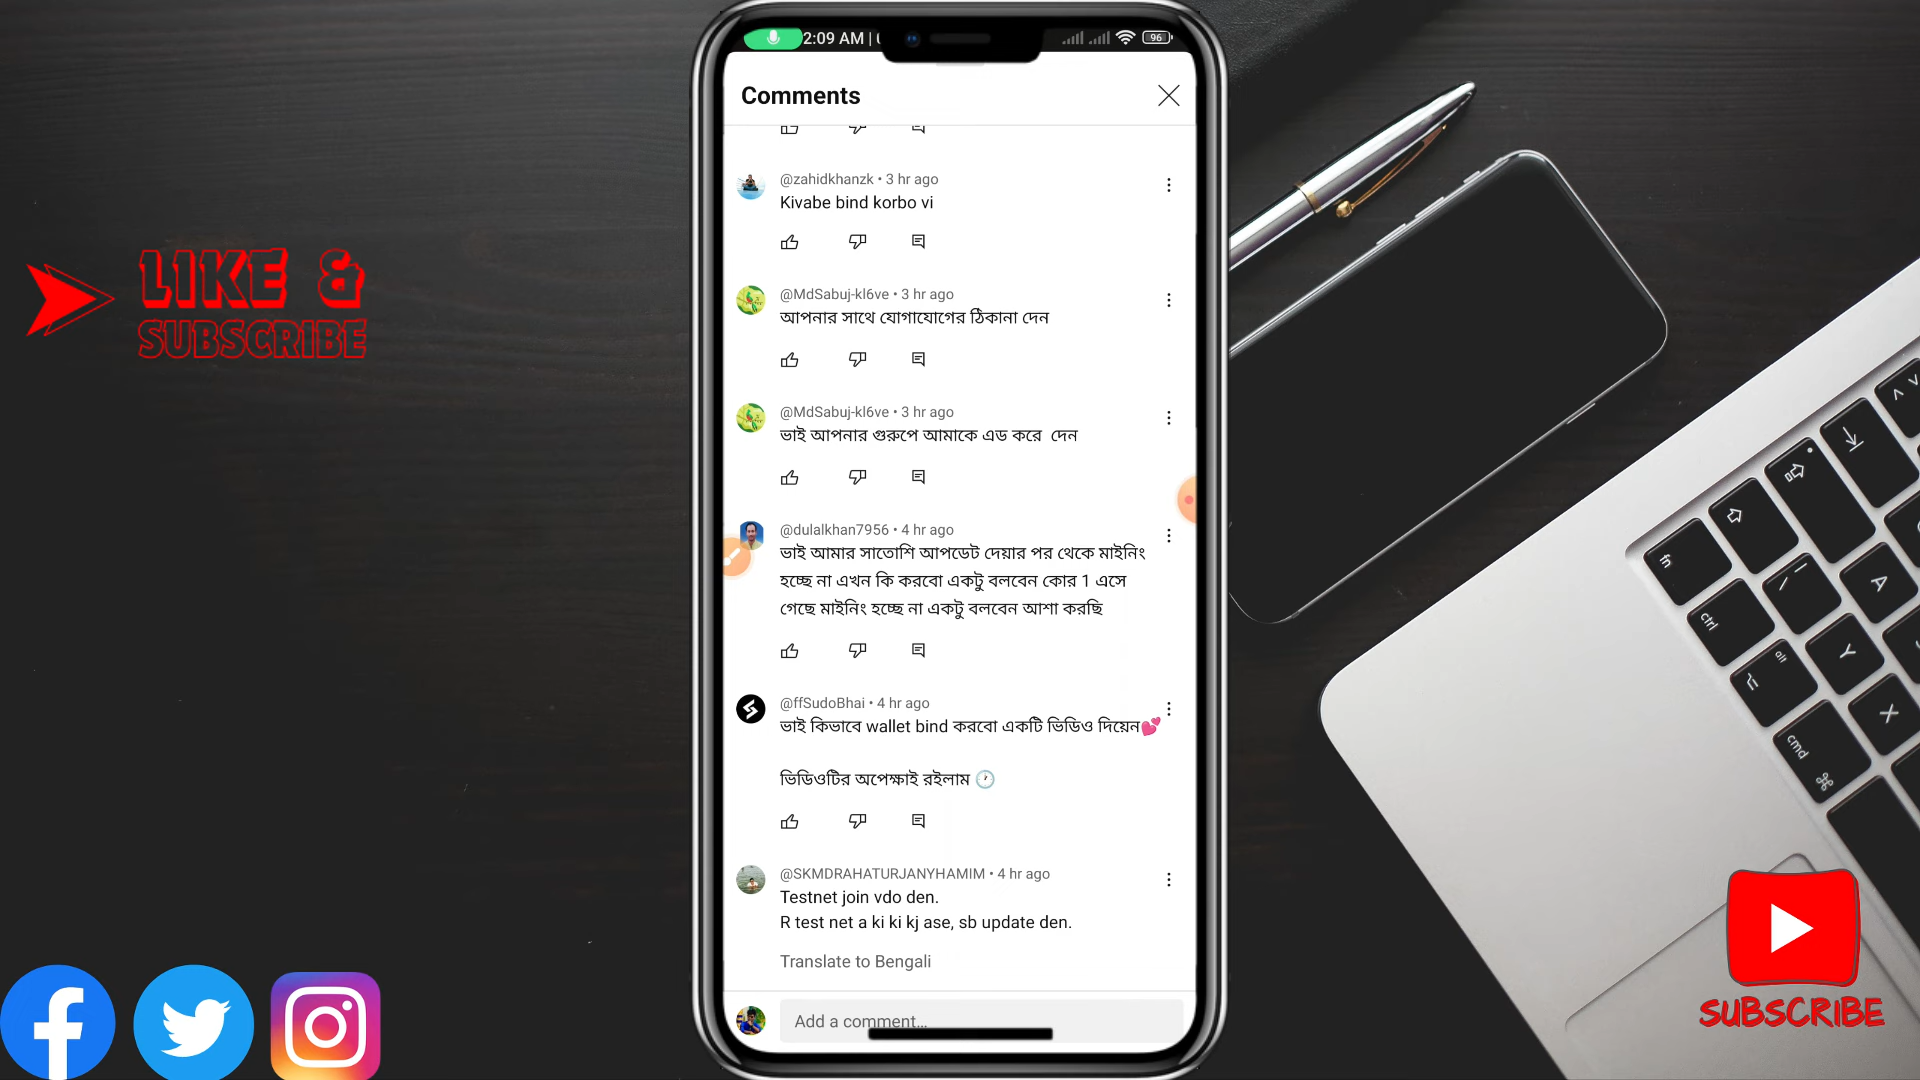 2:09 AM |
96
Comments
@zahidkhanzk • 3 hr ago
Kivabe bind korbo vi
@MdSabuj-kl6ve • 3 hr ago
আপনার সাথে যোগাযোগের ঠিকানা দেন
@MdSabuj-kl6ve • 3 hr ago
ভাই আপনার গুরুপে আমাকে এড করে দেন
@dulalkhan7956 • 4 hr ago
ভাই আমার সাতোশি আপডেট দেয়ার পর থেকে মাইনিং
হচ্ছে না এখন কি করবো একটু বলবেন কোর 1 এসে
গেছে মাইনিং হচ্ছে না একটু বলবেন আশা করছি
@ffSudoBhai • 4 hr ago
ভাই কিভাবে wallet bind করবো একটি ভিডিও দিয়েন💕
ভিডিওটির অপেক্ষাই রইলাম 🕐
@SKMDRAHATURJANYHAMIM • 4 hr ago
Testnet join vdo den.
R test net a ki ki kj ase, sb update den.
Translate to Bengali
Add a comment...
LIKE &
SUBSCRIBE
SUBSCRIBE
fn
ctrl
alt
cmd
A
Y
X